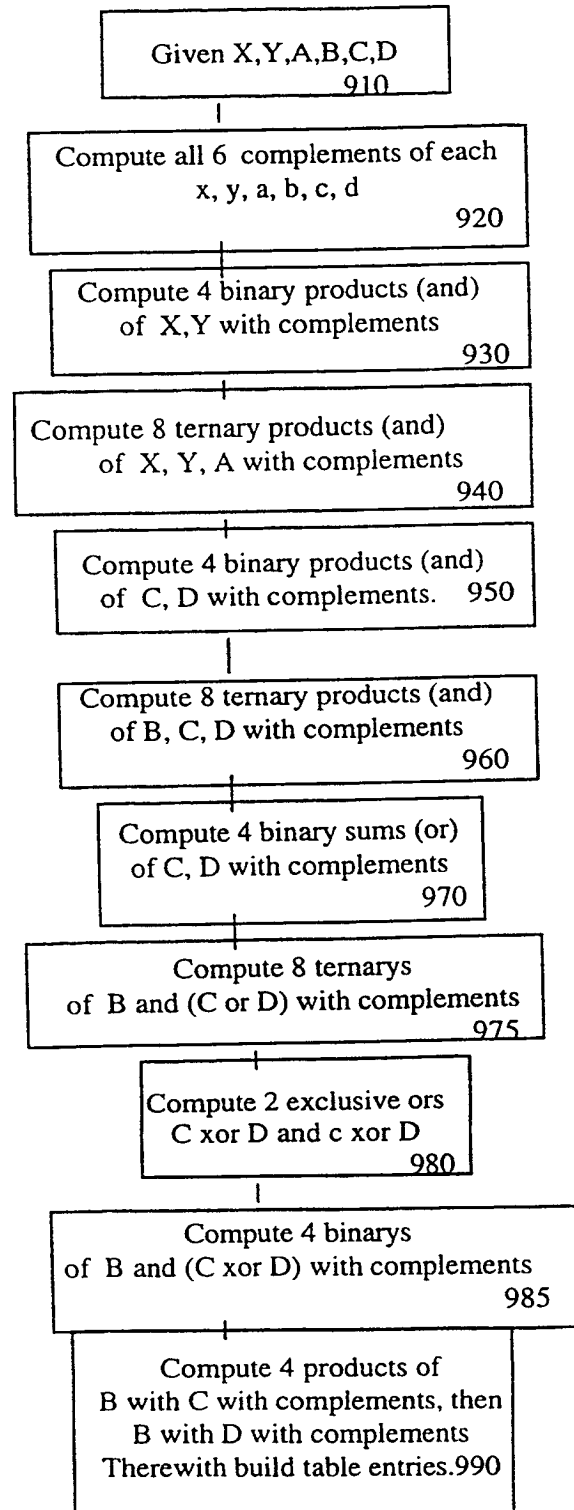 Given X,Y,A,B,C,D
910
Compute all 6 complements of each
x, y, a, b, c, d
920
Compute 4 binary products (and)
of X,Y with complements
930
Compute 8 ternary products (and)
of X, Y, A with complements
940
Compute 4 binary products (and)
of C, D with complements. 950
Compute 8 ternary products (and)
of B, C, D with complements
960
Compute 4 binary sums (or)
of C, D with complements
970
Compute 8 ternarys
of B and (C or D) with complements
975
Compute 2 exclusive ors
C xor D and c xor D
980
Compute 4 binarys
of B and (C xor D) with complements
985
Compute 4 products of
B with C with complements, then
B with D with complements
Therewith build table entries.990